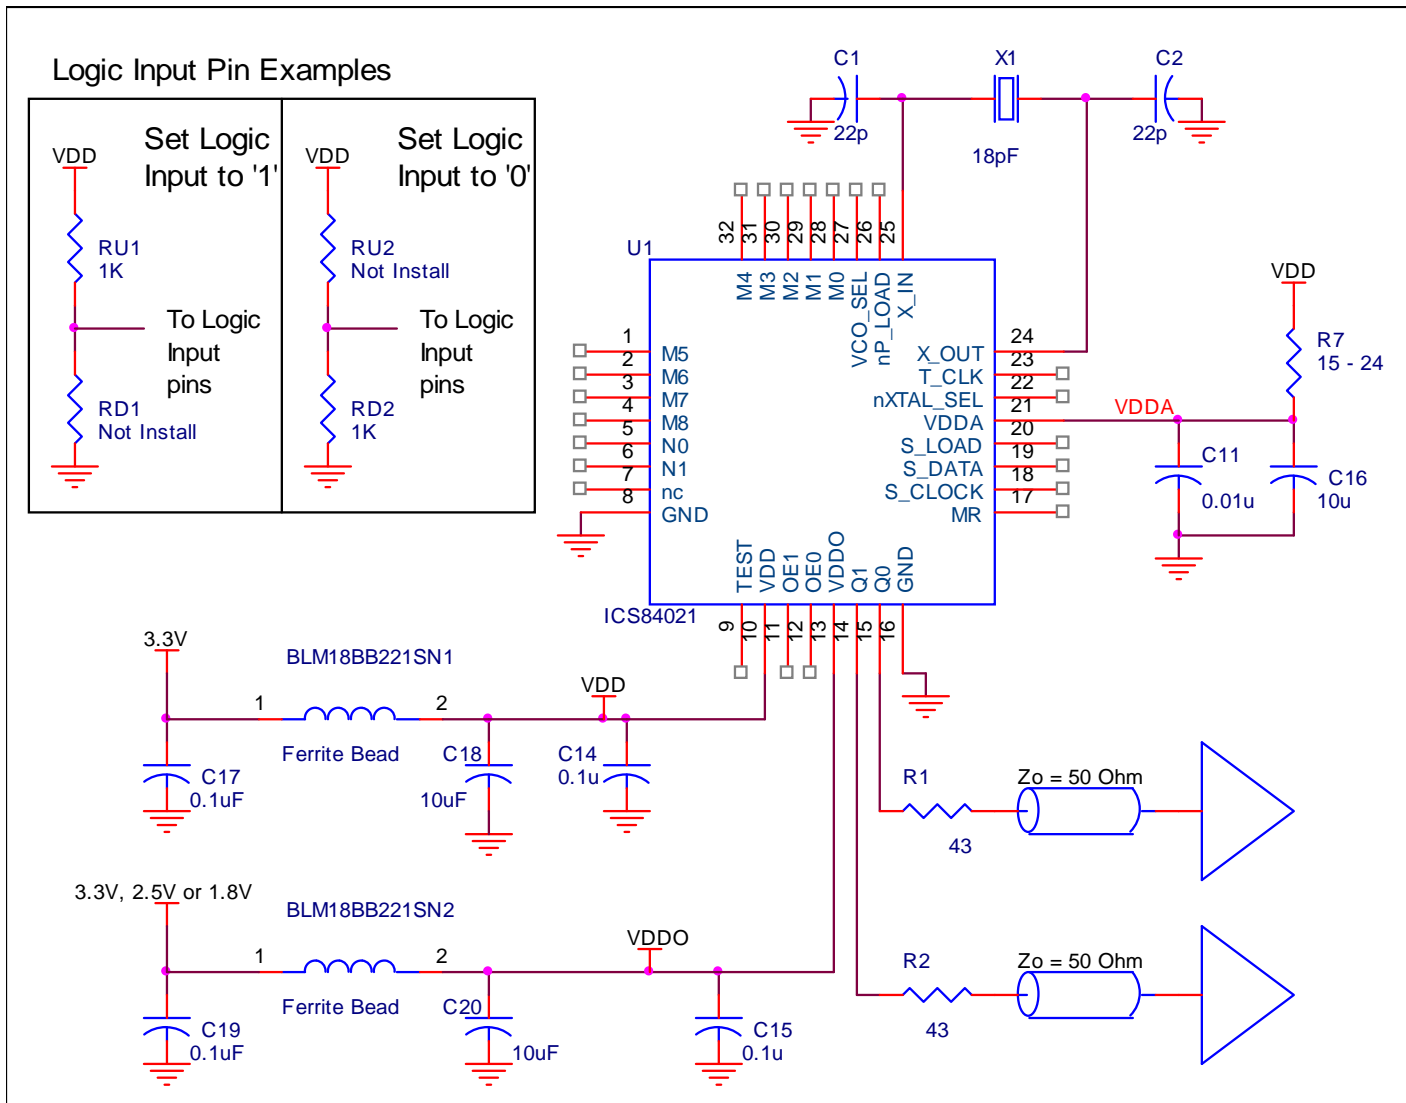 Logic Input Pin Examples
Set Logic
Input to '1'
VDD
RU1
1K
To Logic
Input
pins
RD1
Not Install
Set Logic
Input to '0'
VDD
RU2
Not Install
To Logic
Input
pins
RD2
1K
C1
22p
X1
18pF
C2
22p
U1
32
31
30
29
28
27
26
25
M4
M3
M2
M1
M0
VCO_SEL
nP_LOAD
X_IN
1
M5
2
M6
3
M7
4
M8
5
N0
6
N1
7
nc
8
GND
24
X_OUT
23
T_CLK
22
nXTAL_SEL
21
VDDA
20
S_LOAD
19
S_DATA
18
S_CLOCK
17
MR
TEST
VDD
OE1
OE0
VDDO
Q1
Q0
GND
9
10
11
12
13
14
15
16
ICS84021
VDD
R7
15 - 24
VDDA
C11
0.01u
C16
10u
3.3V
BLM18BB221SN1
1
2
Ferrite Bead
VDD
C17
0.1uF
C18
10uF
C14
0.1u
3.3V, 2.5V or 1.8V
BLM18BB221SN2
1
2
Ferrite Bead
VDDO
C19
0.1uF
C20
10uF
C15
0.1u
R1
43
Zo = 50 Ohm
R2
43
Zo = 50 Ohm